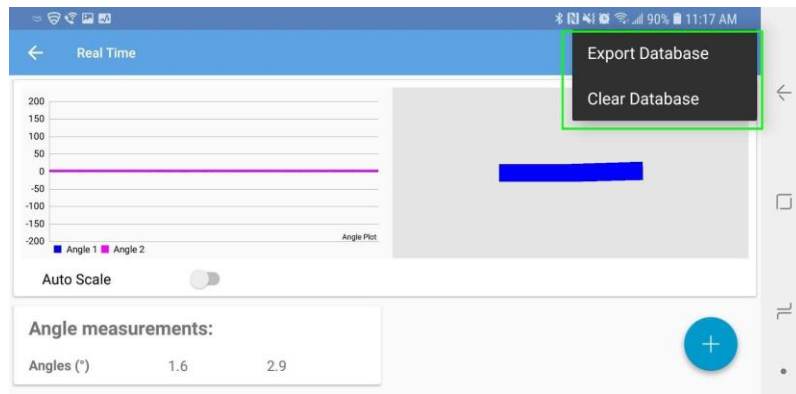 90% 11:17 AM
Real Time
Export Database
Clear Database
200
150
100
50
0
-50
-100
-150
-200
Angle 1 Angle 2
Angle Plot
Auto Scale
Angle measurements:
Angles (°) 1.6 2.9